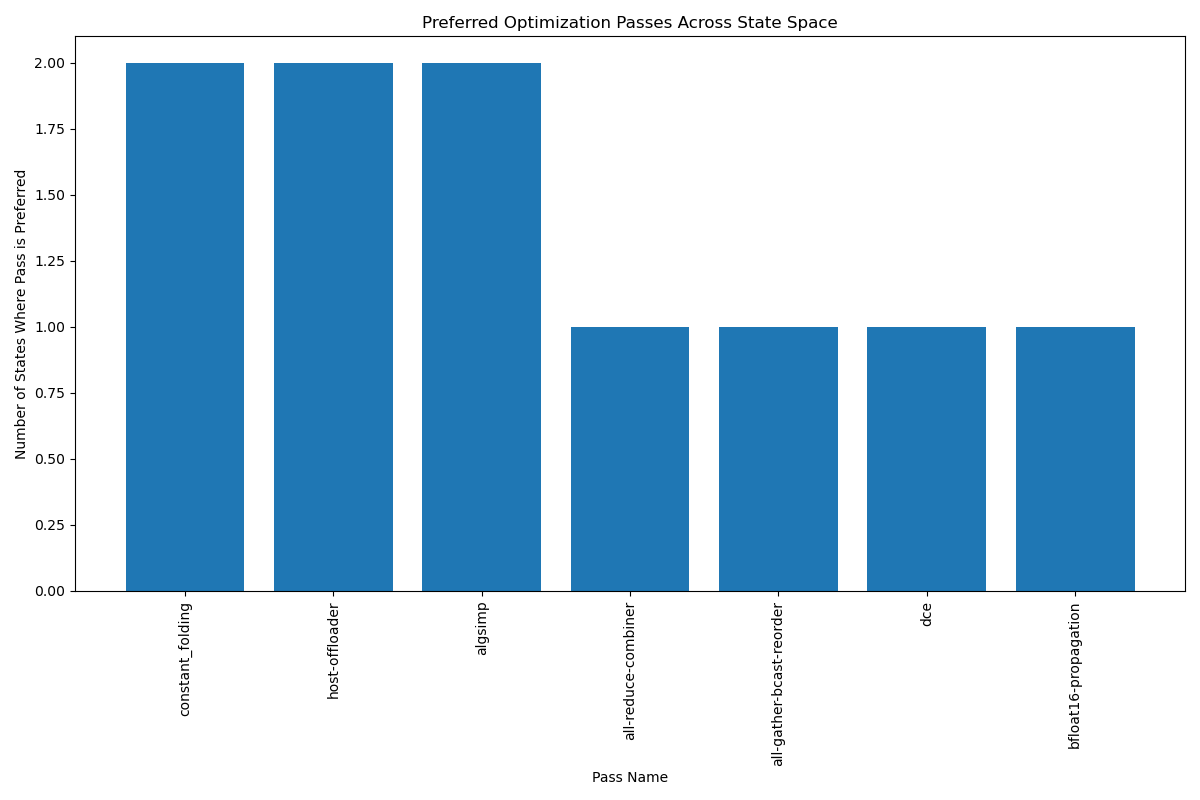 Preferred Optimization Passes Across State Space
Number of States Where Pass is Preferred
2.00
1.75
1.50
1.25
1.00
0.75
0.50
0.25
0.00
constant_folding
host-offloader
algsimp
all-reduce-combiner
all-gather-bcast-reorder
dce
bfloat16-propagation
Pass Name